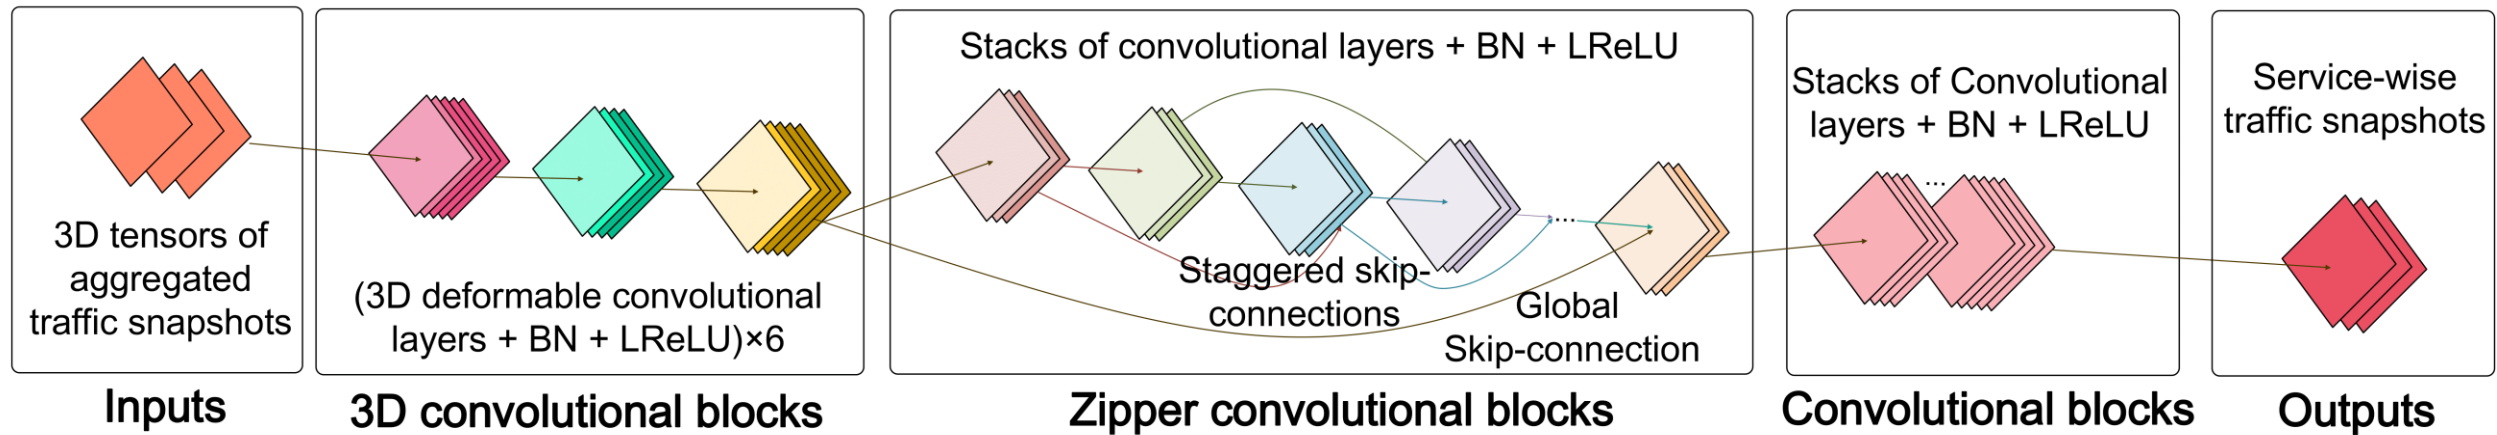 3D tensors of
aggregated
traffic snapshots
Inputs
(3D deformable convolutional
layers + BN + LReLU)×6
3D convolutional blocks
Stacks of convolutional layers + BN + LReLU
...
Staggered skip-
connections
Global
Skip-connection
Zipper convolutional blocks
Stacks of Convolutional
layers + BN + LReLU
...
Convolutional blocks
Service-wise
traffic snapshots
Outputs